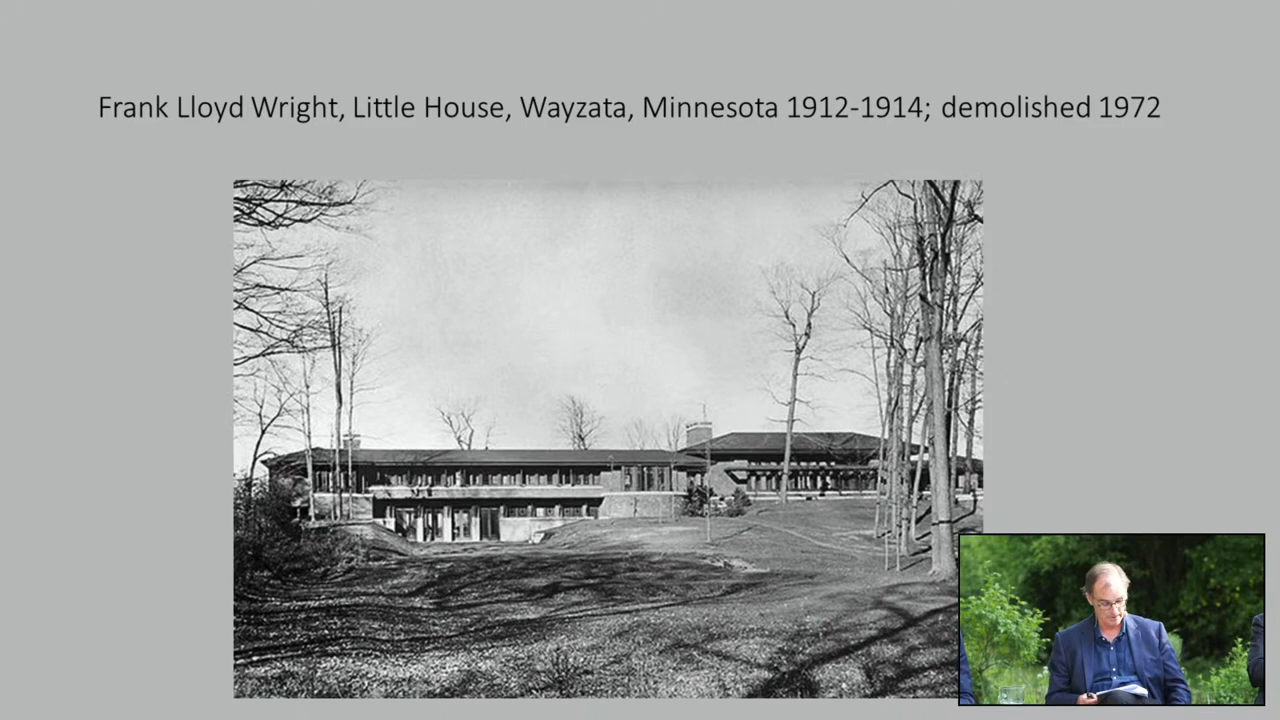 Frank Lloyd Wright, Little House, Wayzata, Minnesota 1912-1914; demolished 1972